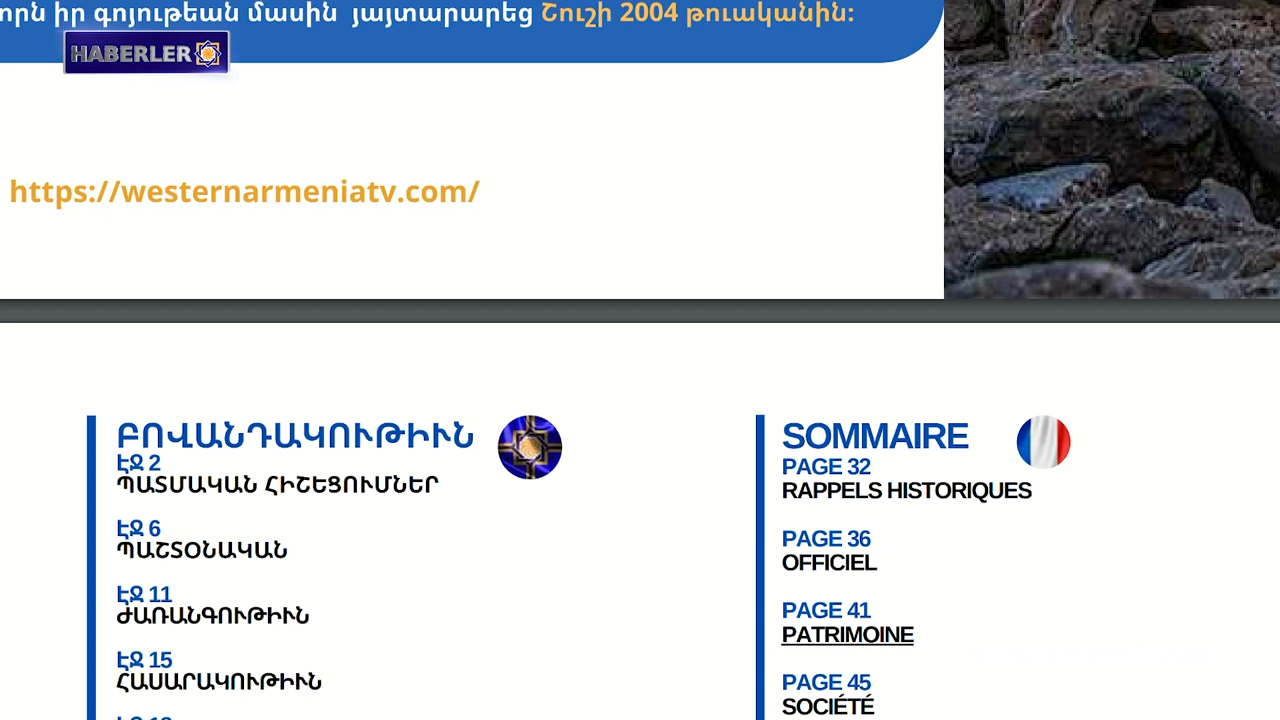 որն իր գոյութեան մասին յայտարարեց Շուշի 2004 թուականին:
HABERLER
https://westernarmeniatv.com/
ԲՈՎԱՆԴԱԿՈՒԹԻՒՆ
ԷՋ 2
ՊԱՏՄԱԿԱՆ ՀԻՇԵՑՈՒՄՆԵՐ
ԷՋ 6
ՊԱՇՏՕՆԱԿԱՆ
ԷՋ 11
ԺԱՌԱՆԳՈՒԹԻՒՆ
ԷՋ 15
ՀԱՍԱՐԱԿՈՒԹԻՒՆ
SOMMAIRE
PAGE 32
RAPPELS HISTORIQUES
PAGE 36
OFFICIEL
PAGE 41
PATRIMOINE
PAGE 45
SOCIÉTÉ